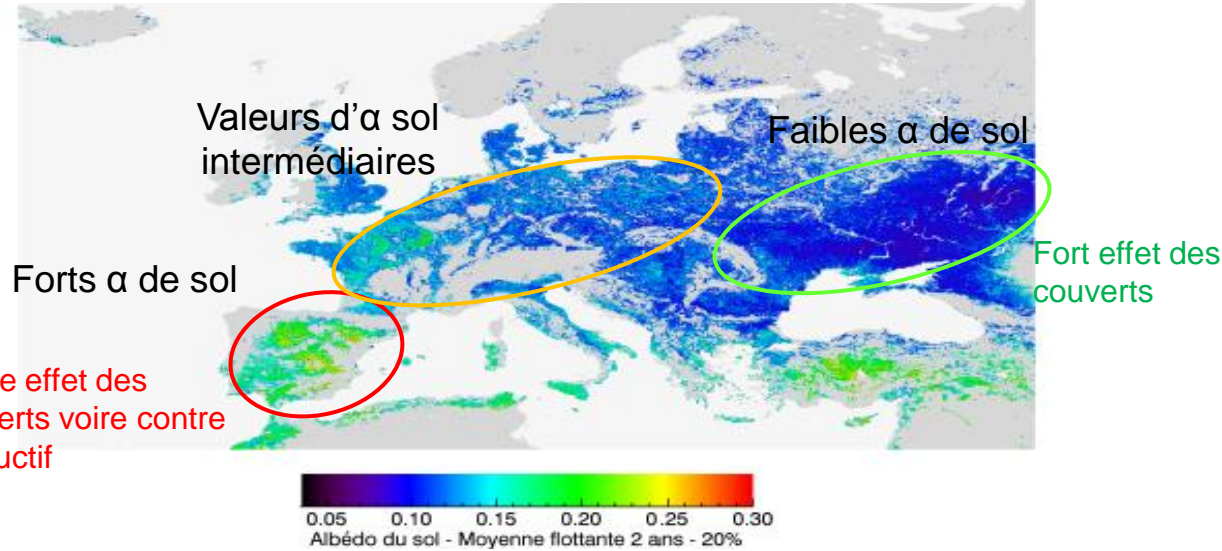 Valeurs d'α sol
intermédiaires
Faibles α de sol
Fort effet des
couverts
Forts α de sol
e effet des
erts voire contre
uctif
0.05 0.10 0.15 0.20 0.25 0.30
Albédo du sol - Moyenne flottante 2 ans - 20%